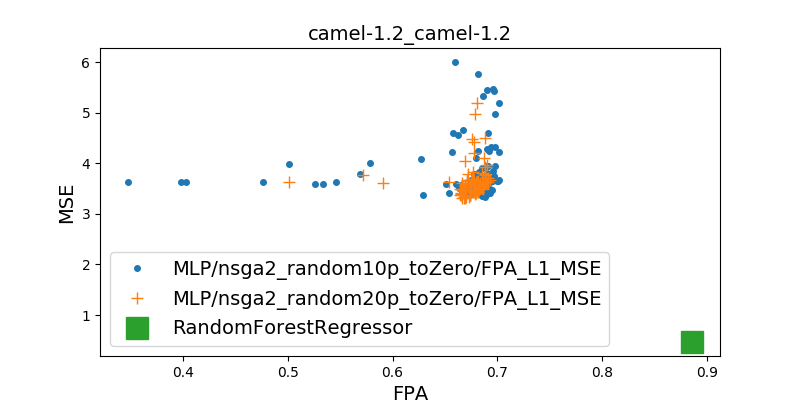 camel-1.2_camel-1.2
MSE
6
5
4
3
2
1
MLP/nsga2_random10p_toZero/FPA_L1_MSE
MLP/nsga2_random20p_toZero/FPA_L1_MSE
RandomForestRegressor
0.4 0.5 0.6 0.7 0.8 0.9
FPA